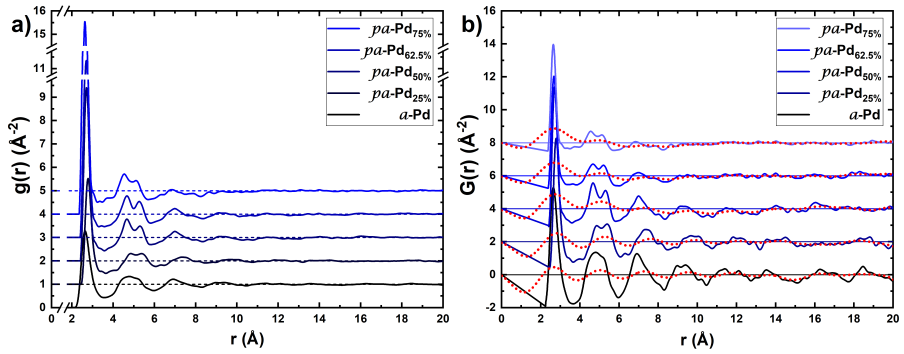 a)
pa-Pd75%
pa-Pd62.5%
pa-Pd50%
pa-Pd25%
a-Pd
g(r) (Å-2)
16
15
11
9
8
7
6
5
4
3
2
1
0
0 2 4 6 8 10 12 14 16 18 20
r (Å)
b)
pa-Pd75%
pa-Pd62.5%
pa-Pd50%
pa-Pd25%
a-Pd
G(r) (Å-2)
16
14
12
10
8
6
4
2
0
-2
0 2 4 6 8 10 12 14 16 18 20
r (Å)